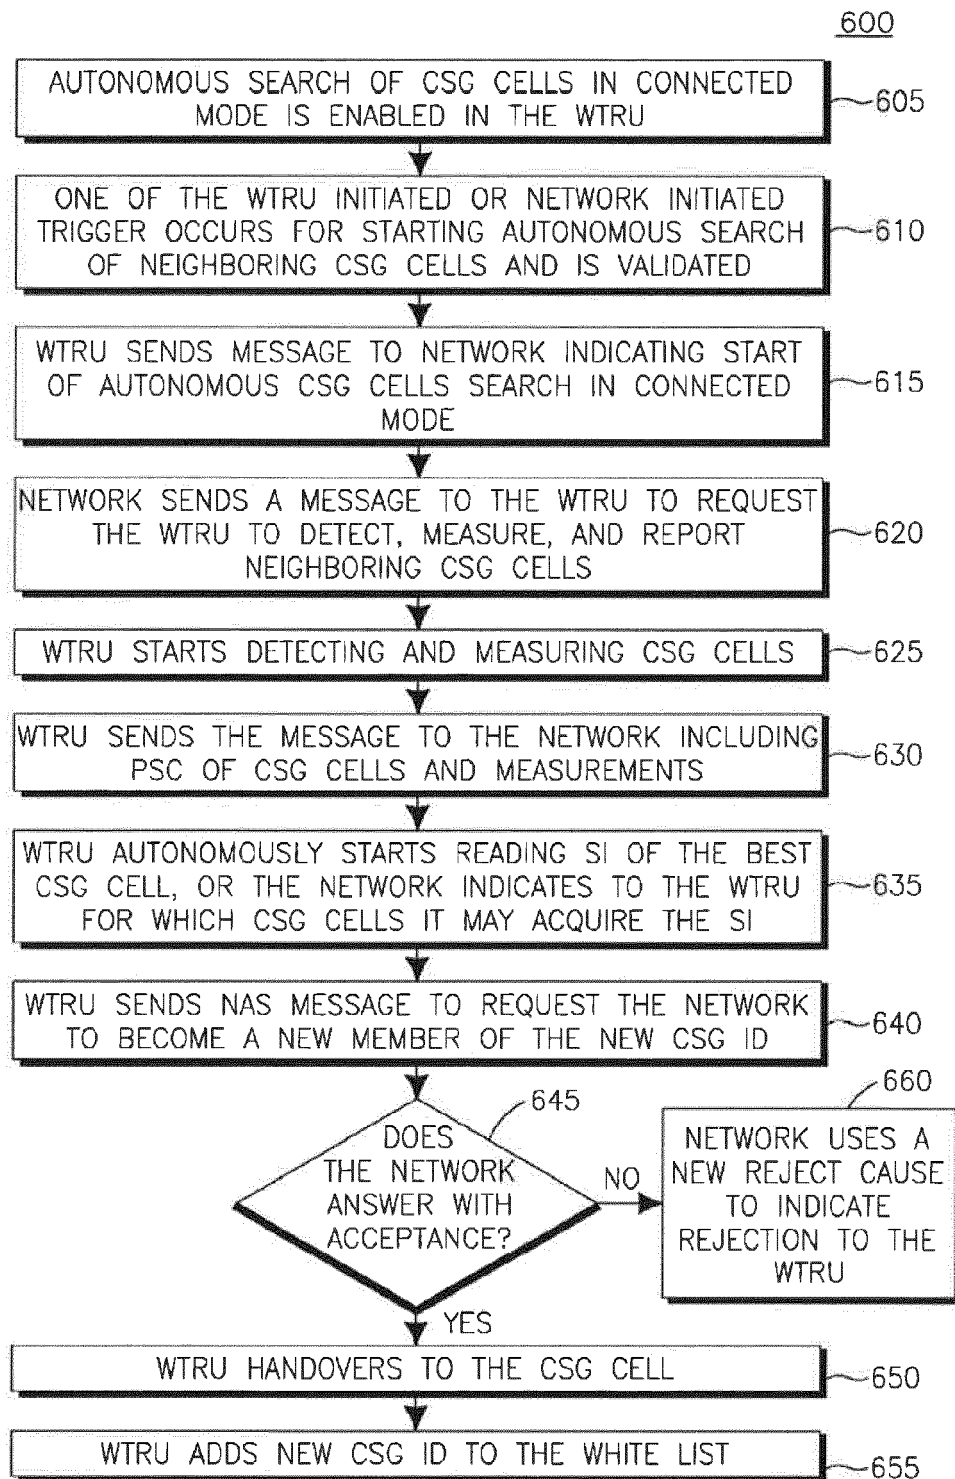 600
AUTONOMOUS SEARCH OF CSG CELLS IN CONNECTED
MODE IS ENABLED IN THE WTRU
605
ONE OF THE WTRU INITIATED OR NETWORK INITIATED
TRIGGER OCCURS FOR STARTING AUTONOMOUS SEARCH
OF NEIGHBORING CSG CELLS AND IS VALIDATED
610
WTRU SENDS MESSAGE TO NETWORK INDICATING START
OF AUTONOMOUS CSG CELLS SEARCH IN CONNECTED
MODE
615
NETWORK SENDS A MESSAGE TO THE WTRU TO REQUEST
THE WTRU TO DETECT, MEASURE, AND REPORT
NEIGHBORING CSG CELLS
620
WTRU STARTS DETECTING AND MEASURING CSG CELLS
625
WTRU SENDS THE MESSAGE TO THE NETWORK INCLUDING
PSC OF CSG CELLS AND MEASUREMENTS
630
WTRU AUTONOMOUSLY STARTS READING SI OF THE BEST
CSG CELL, OR THE NETWORK INDICATES TO THE WTRU
FOR WHICH CSG CELLS IT MAY ACQUIRE THE SI
635
WTRU SENDS NAS MESSAGE TO REQUEST THE NETWORK
TO BECOME A NEW MEMBER OF THE NEW CSG ID
640
645
DOES
THE NETWORK
ANSWER WITH
ACCEPTANCE?
NO
660
NETWORK USES A
NEW REJECT CAUSE
TO INDICATE
REJECTION TO THE
WTRU
YES
WTRU HANDOVERS TO THE CSG CELL
650
WTRU ADDS NEW CSG ID TO THE WHITE LIST
655